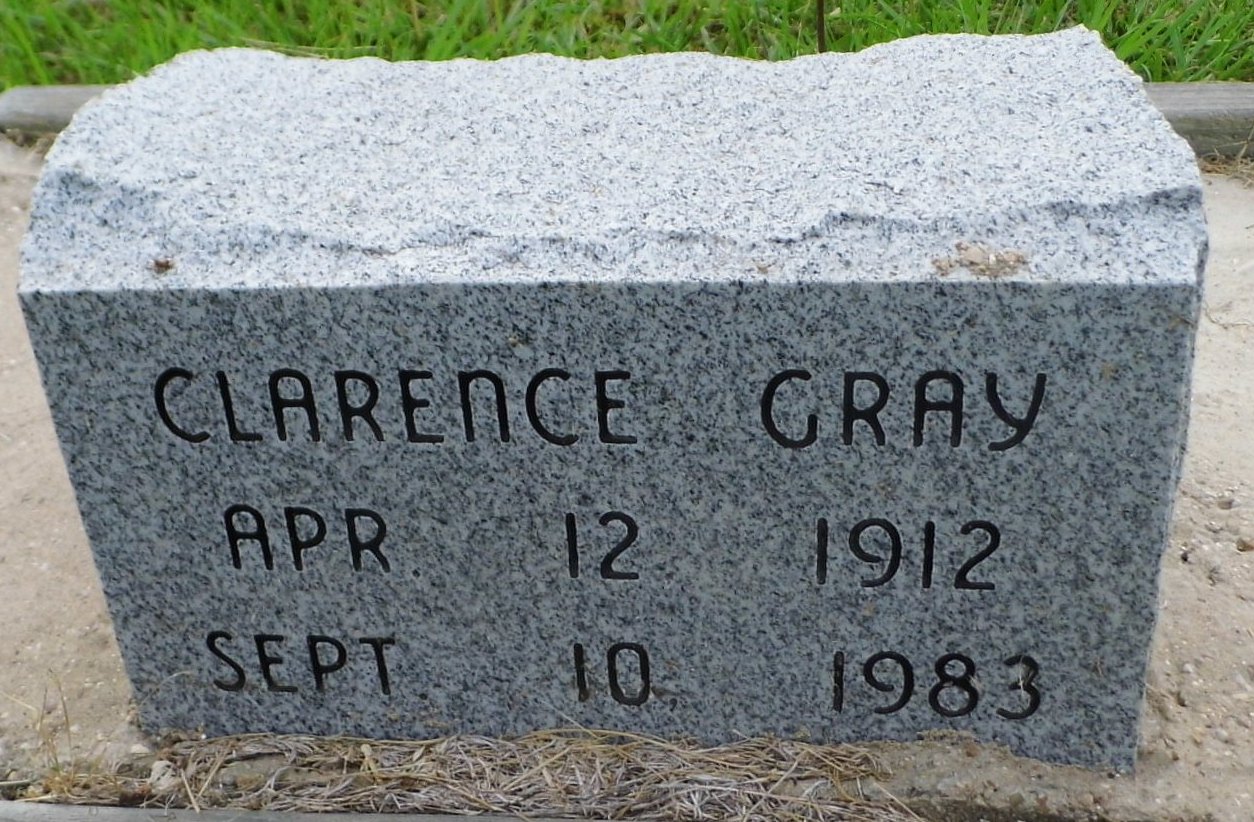 CLARENCE GRAY
APR 12 1912
SEPT 10 1983